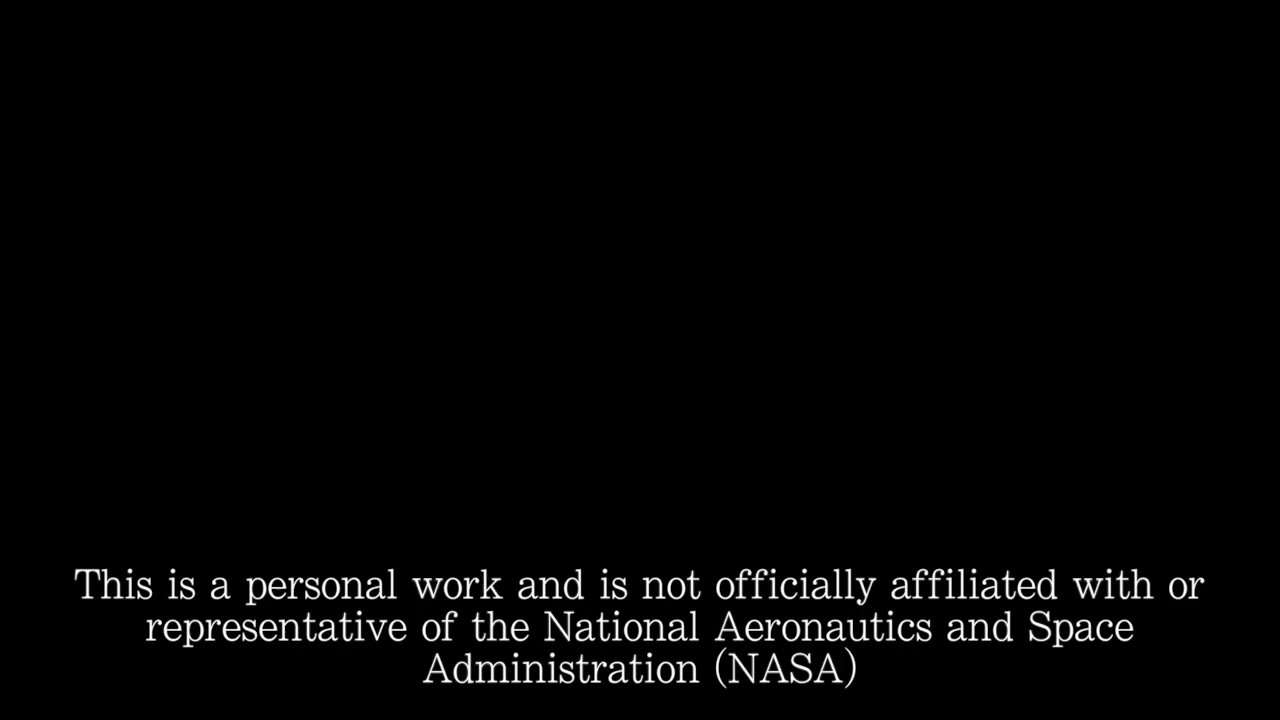 This is a personal work and is not officially affiliated with or
representative of the National Aeronautics and Space
Administration (NASA)